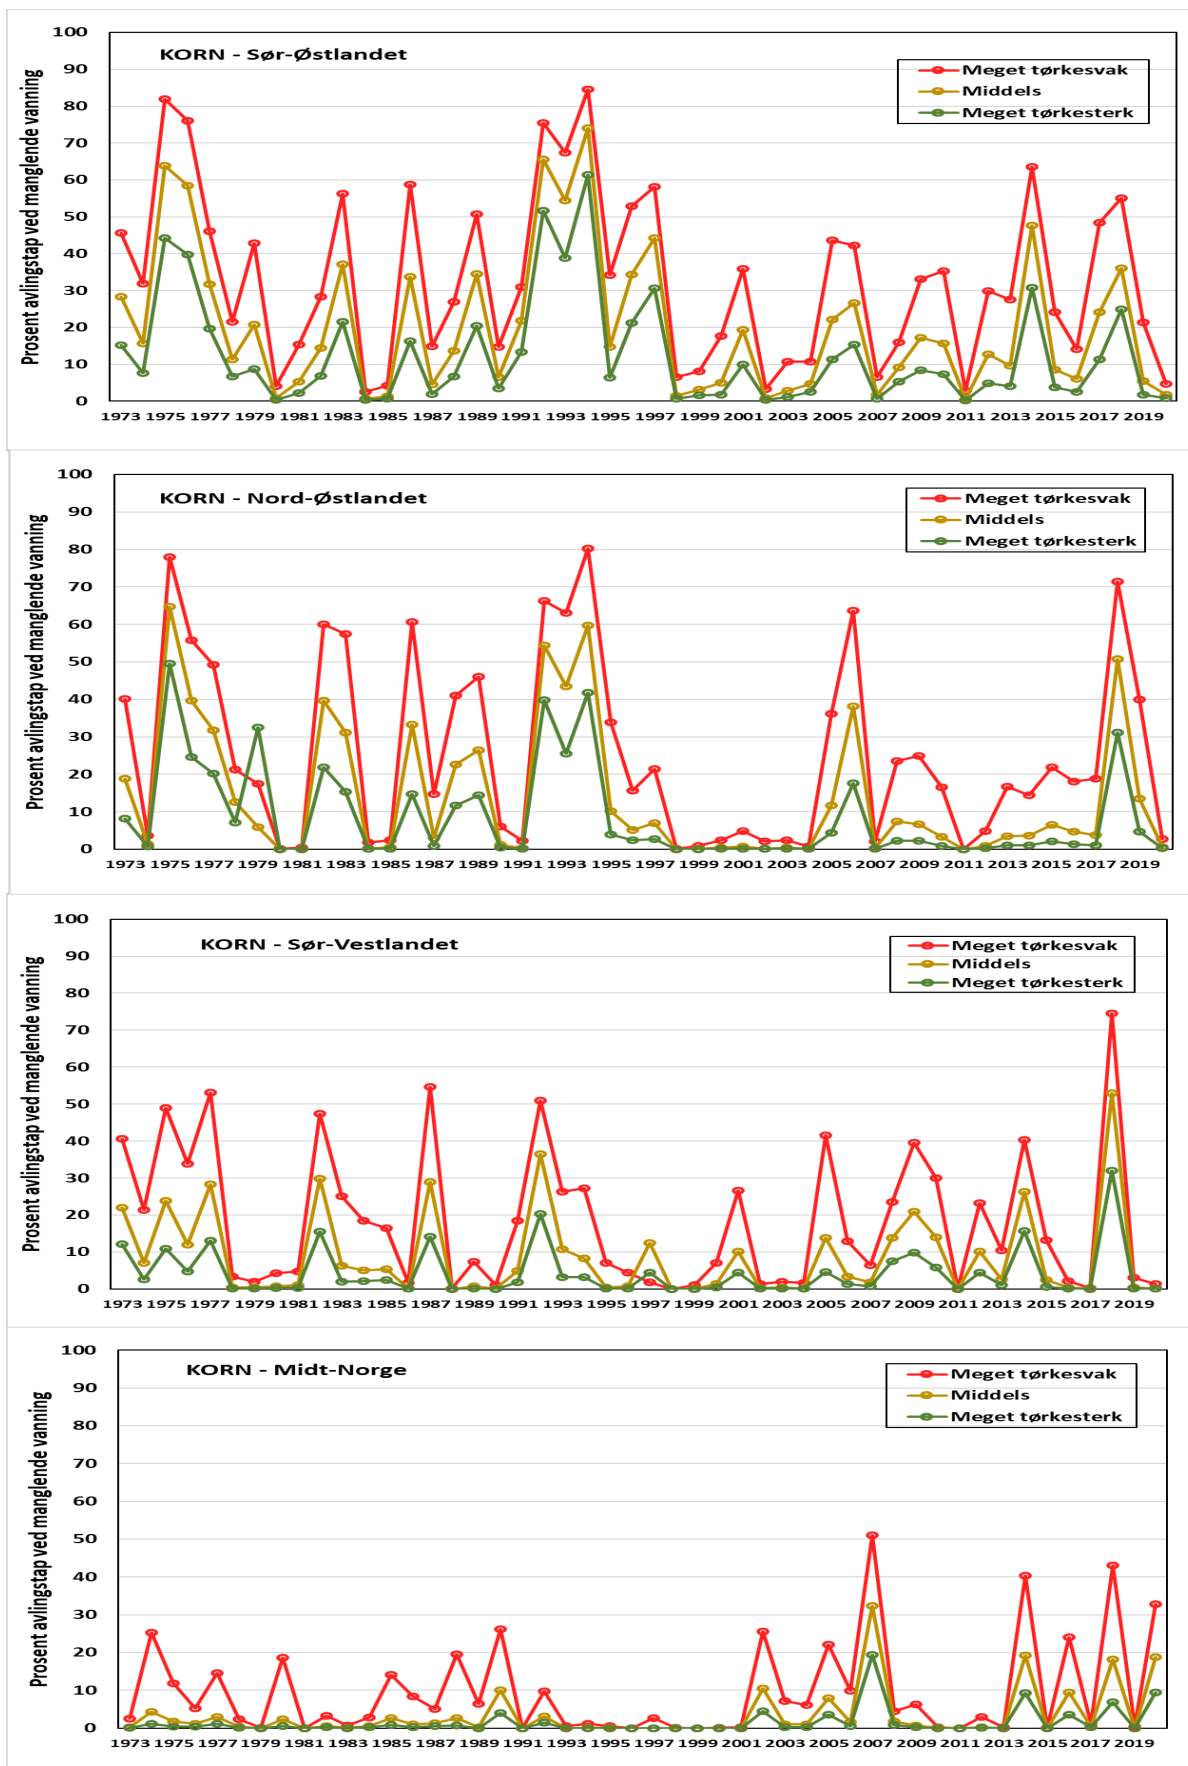 KORN - Sør-Østlandet
Prosent avlingstap ved manglende vanning
100
90
80
70
60
50
40
30
20
10
0
Meget tørkesvak
Middels
Meget tørkesterk
1973 1975 1977 1979 1981 1983 1985 1987 1989 1991 1993 1995 1997 1999 2001 2003 2005 2007 2009 2011 2013 2015 2017 2019
KORN - Nord-Østlandet
Prosent avlingstap ved manglende vanning
100
90
80
70
60
50
40
30
20
10
0
Meget tørkesvak
Middels
Meget tørkesterk
1973 1975 1977 1979 1981 1983 1985 1987 1989 1991 1993 1995 1997 1999 2001 2003 2005 2007 2009 2011 2013 2015 2017 2019
KORN - Sør-Vestlandet
Prosent avlingstap ved manglende vanning
100
90
80
70
60
50
40
30
20
10
0
Meget tørkesvak
Middels
Meget tørkesterk
1973 1975 1977 1979 1981 1983 1985 1987 1989 1991 1993 1995 1997 1999 2001 2003 2005 2007 2009 2011 2013 2015 2017 2019
KORN - Midt-Norge
Prosent avlingstap ved manglende vanning
100
90
80
70
60
50
40
30
20
10
0
Meget tørkesvak
Middels
Meget tørkesterk
1973 1975 1977 1979 1981 1983 1985 1987 1989 1991 1993 1995 1997 1999 2001 2003 2005 2007 2009 2011 2013 2015 2017 2019